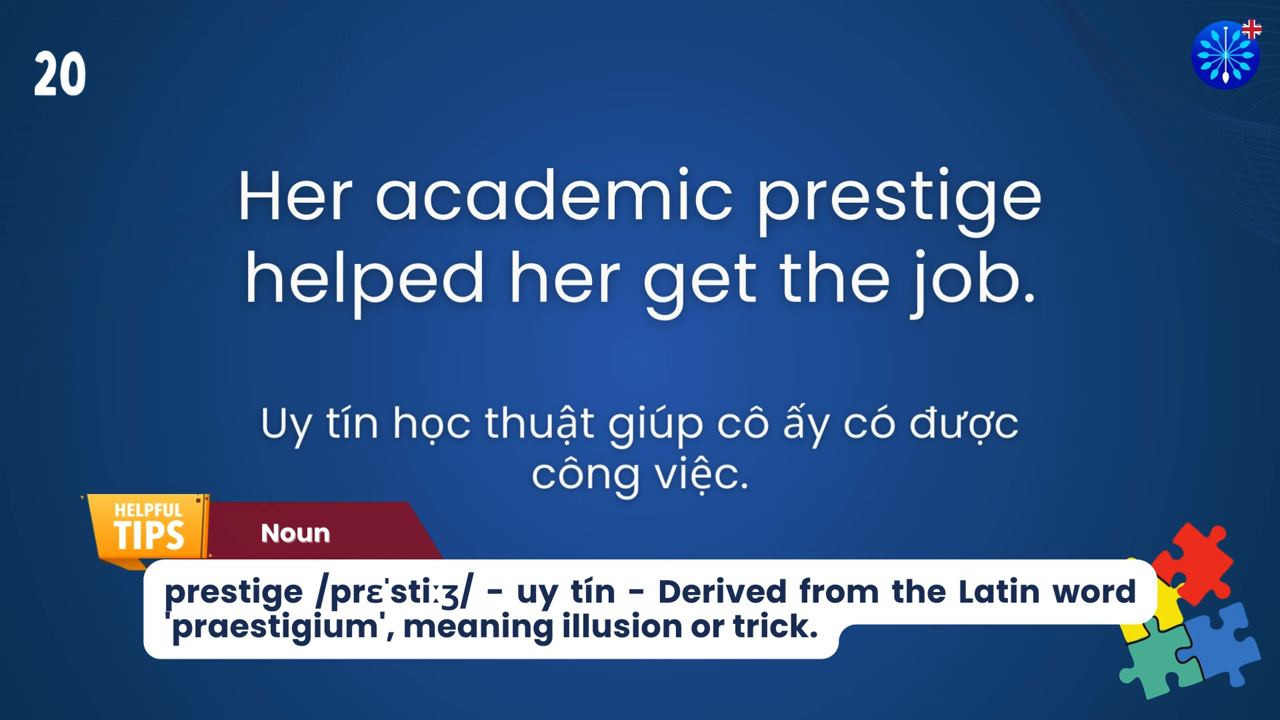 20
Her academic prestige
helped her get the job.
Uy tín học thuật giúp cô ấy có được
công việc.
HELPFUL
TIPS
Noun
prestige /prɛˈstiːʒ/ - uy tín - Derived from the Latin word
'praestigium', meaning illusion or trick.